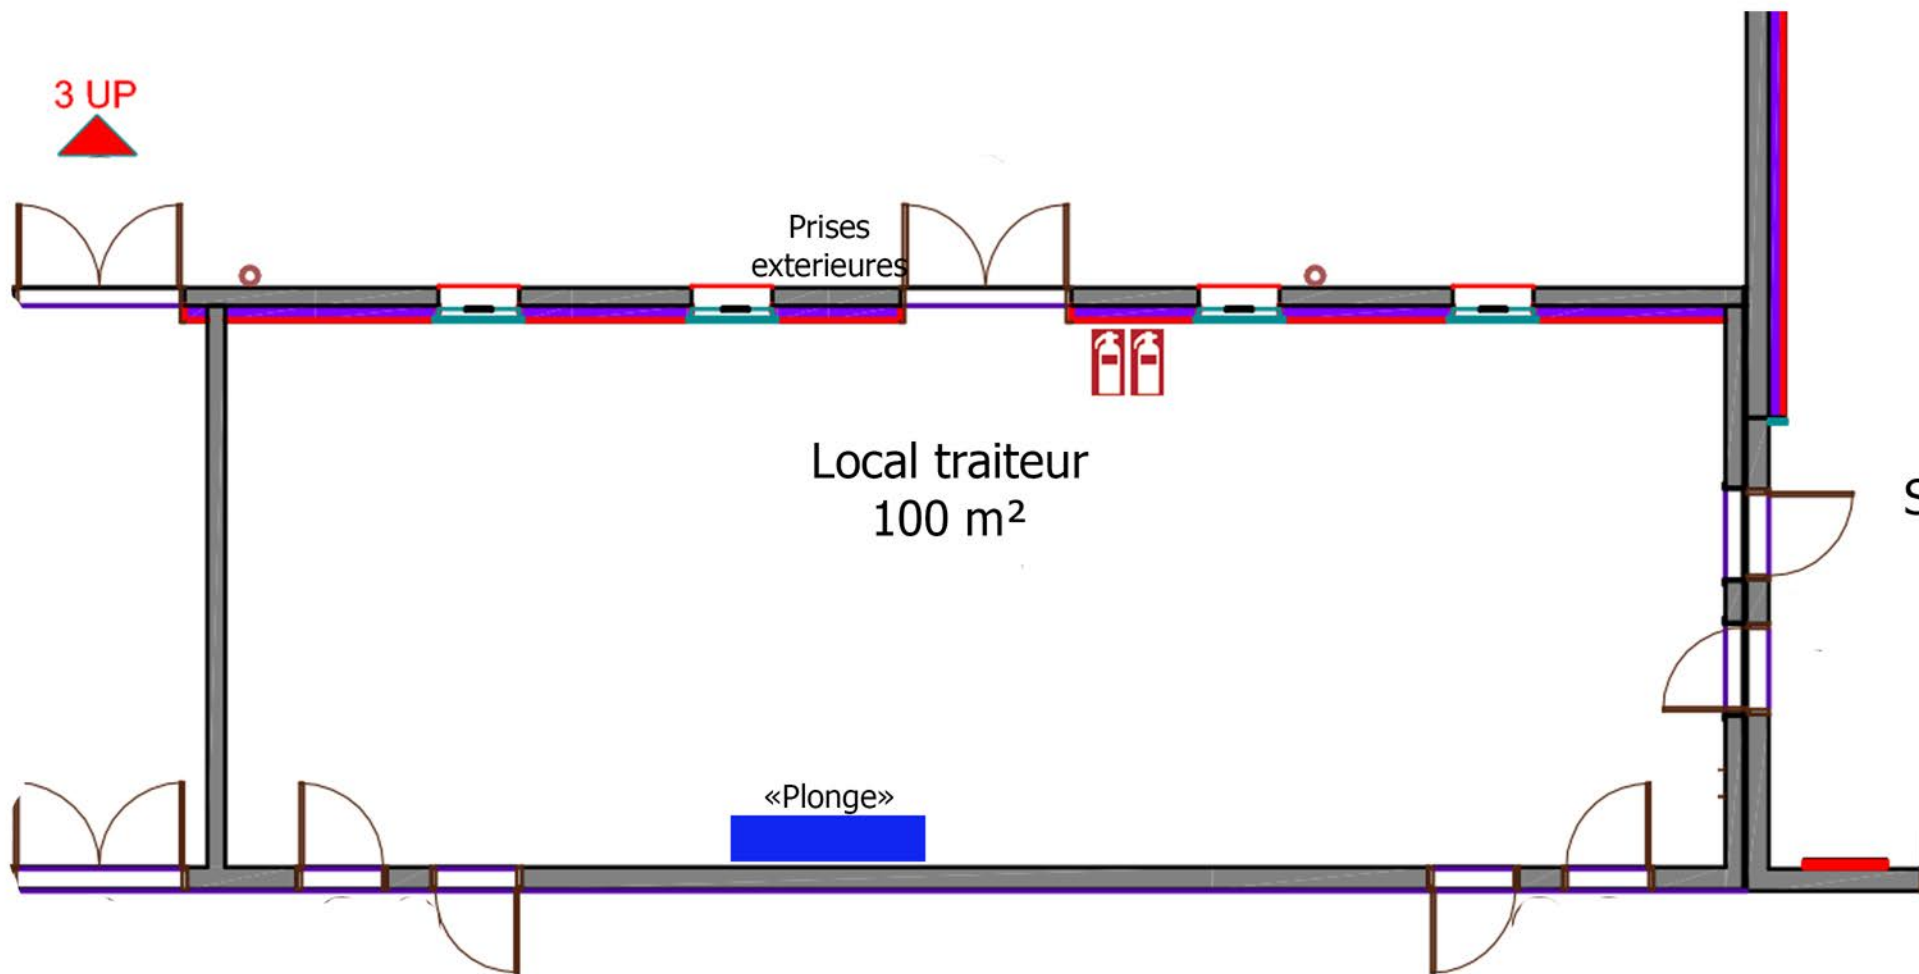 3 UP
Prises
exterieures
Local traiteur
100 m²
S
«Plonge»